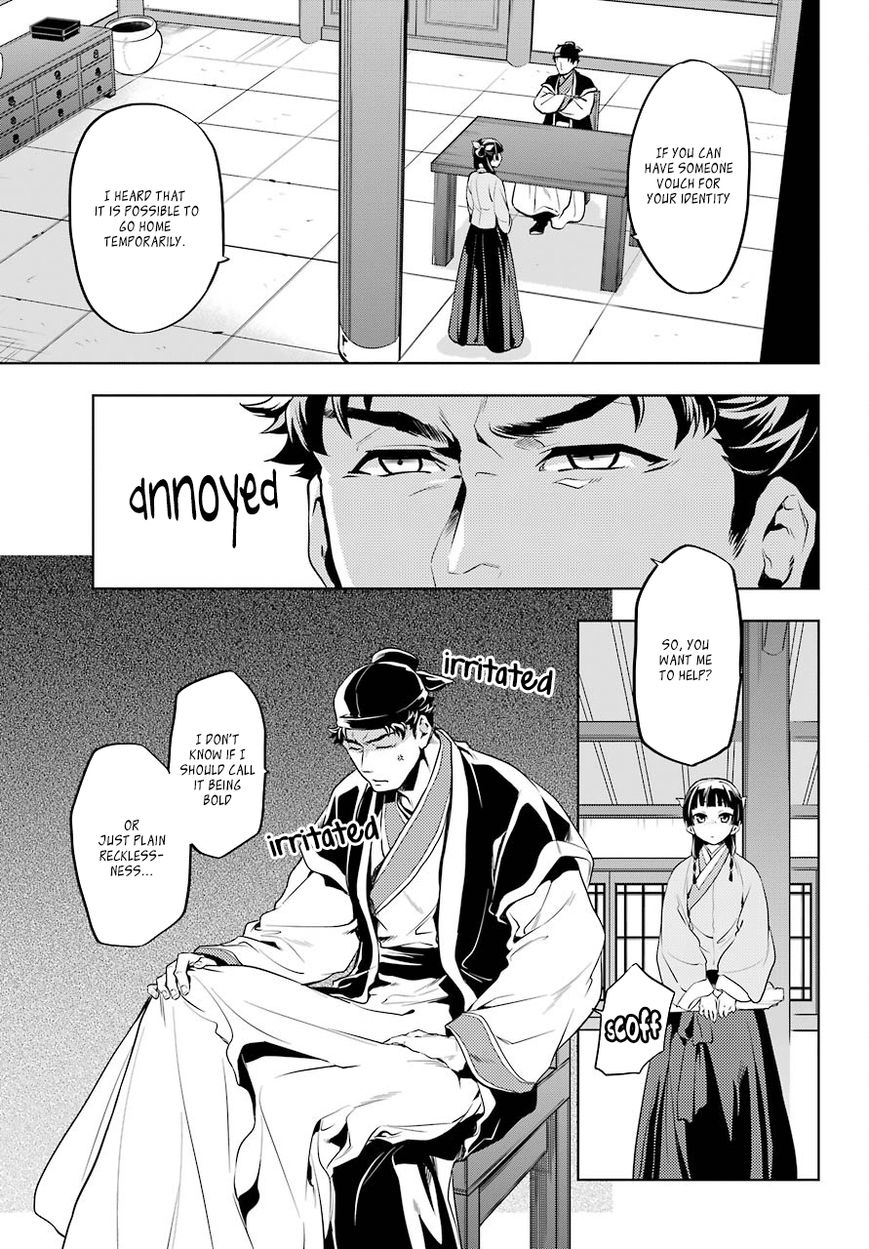 IF YOU CAN
HAVE SOMEONE
VOUCH FOR
YOUR IDENTITY
I HEARD THAT
IT IS POSSIBLE TO
GO HOME
TEMPORARILY.
annoyed
SO, YOU
WANT ME
TO HELP?
scoff
irritated
I DON'T
KNOW IF I
SHOULD CALL
IT BEING
BOLD
irritated
OR
JUST PLAIN
RECKLESS-
NESS...